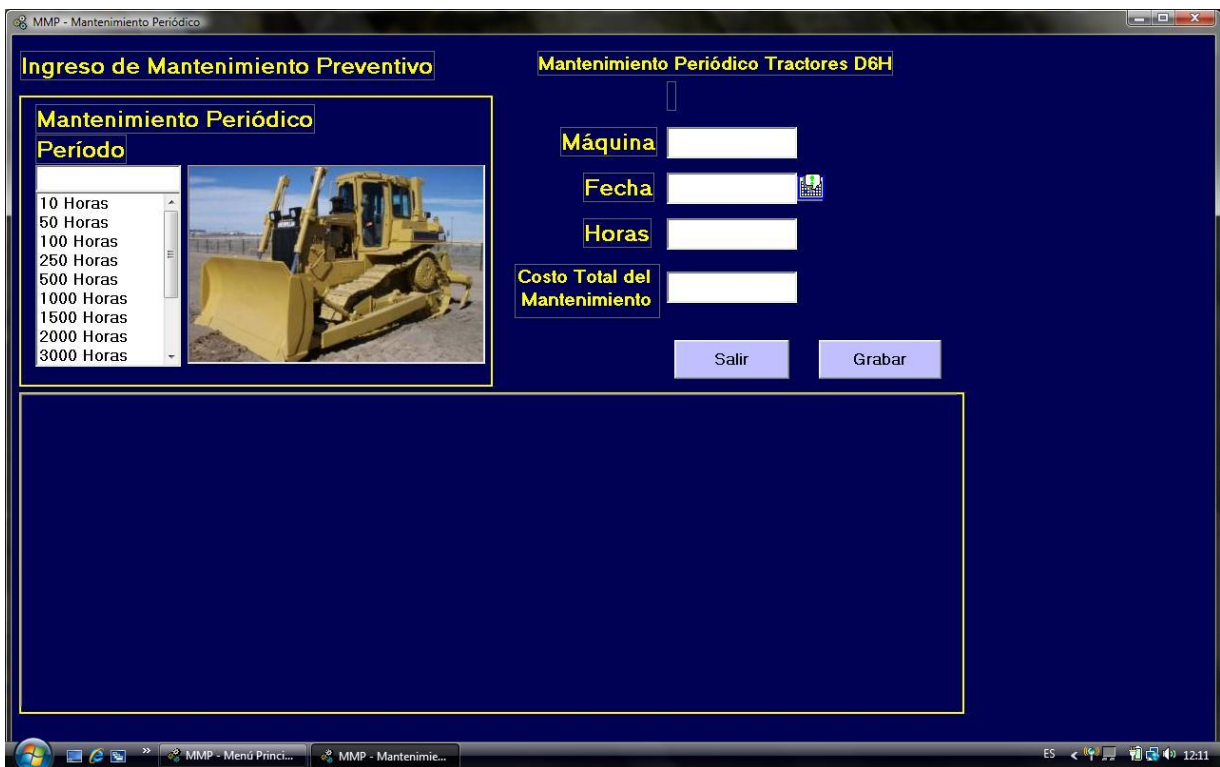 MMP - Mantenimiento Periódico
Ingreso de Mantenimiento Preventivo
Mantenimiento Periódico Tractores D6H
Mantenimiento Periódico
Período
10 Horas
50 Horas
100 Horas
250 Horas
500 Horas
1000 Horas
1500 Horas
2000 Horas
3000 Horas
Máquina
Fecha
Horas
Costo Total del
Mantenimiento
Salir
Grabar
MMP - Menú Princi...
MMP - Mantenimie...
ES
12:11